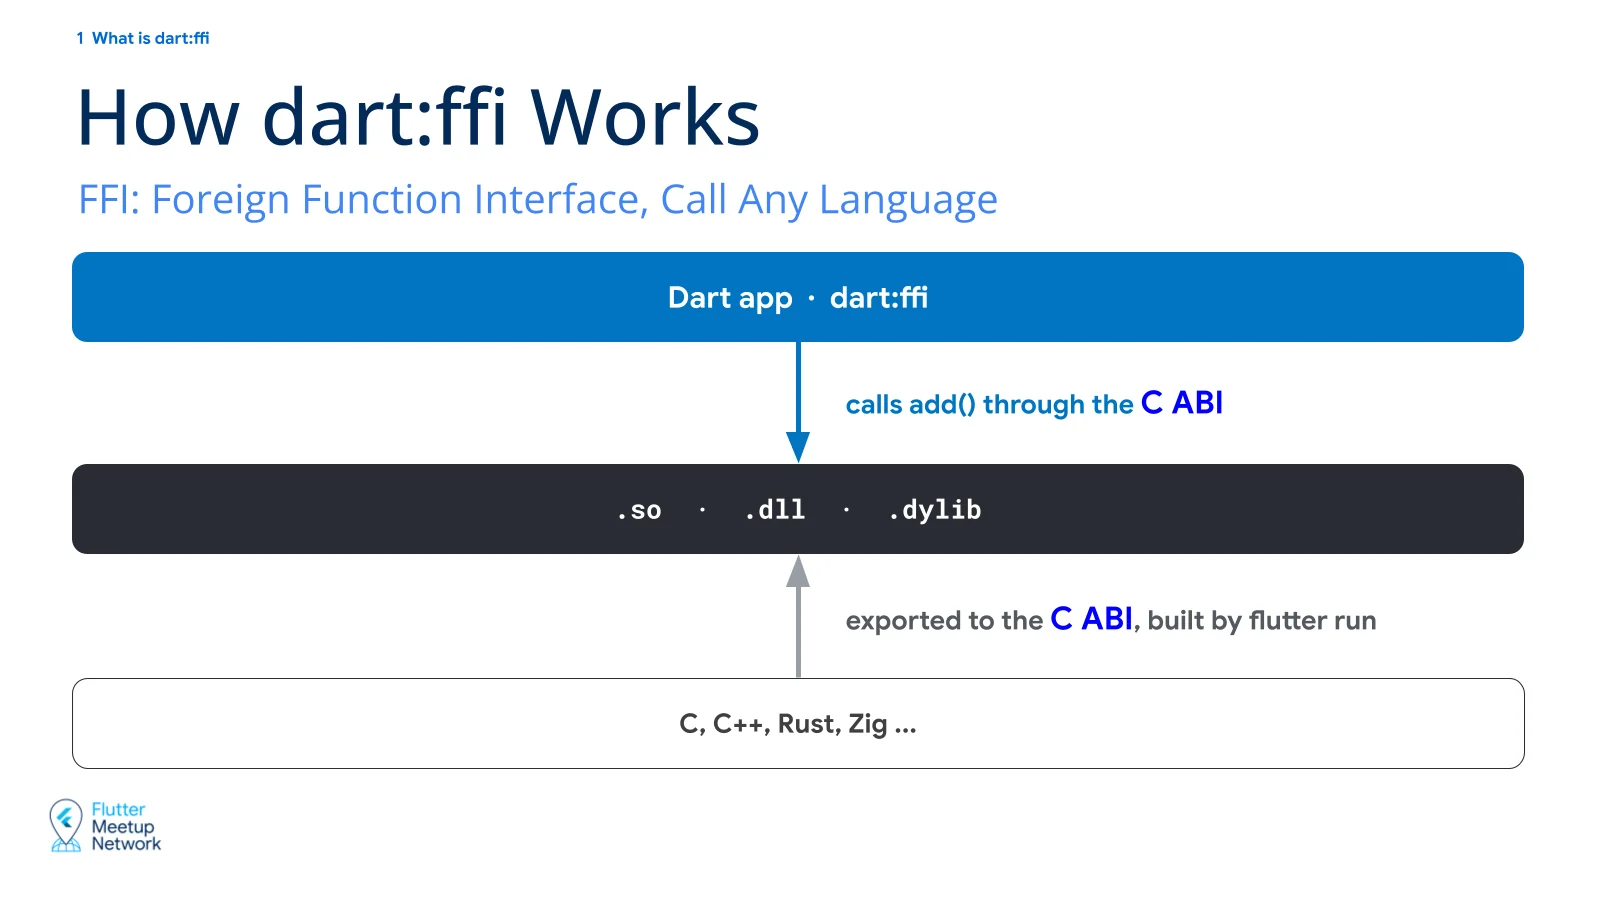 1 What is dart:ffi
How dart:ffi Works
FFI: Foreign Function Interface, Call Any Language
Dart app · dart:ffi
calls add() through the C ABI
.so · .dll · .dylib
exported to the C ABI, built by flutter run
C, C++, Rust, Zig ...
Flutter
Meetup
Network